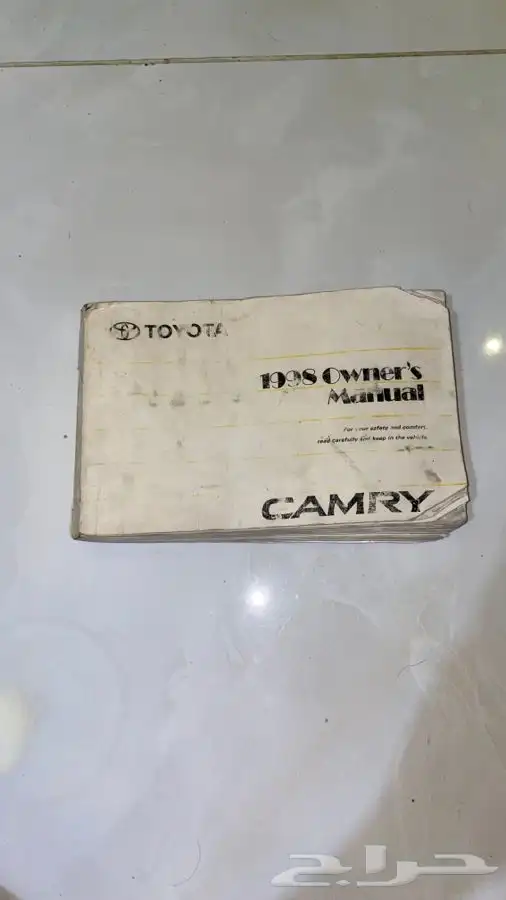 TOYOTA
1998 Owner's
Manual
For your safety and comfort,
read carefully and keep in the vehicle.
CAMRY
حراج